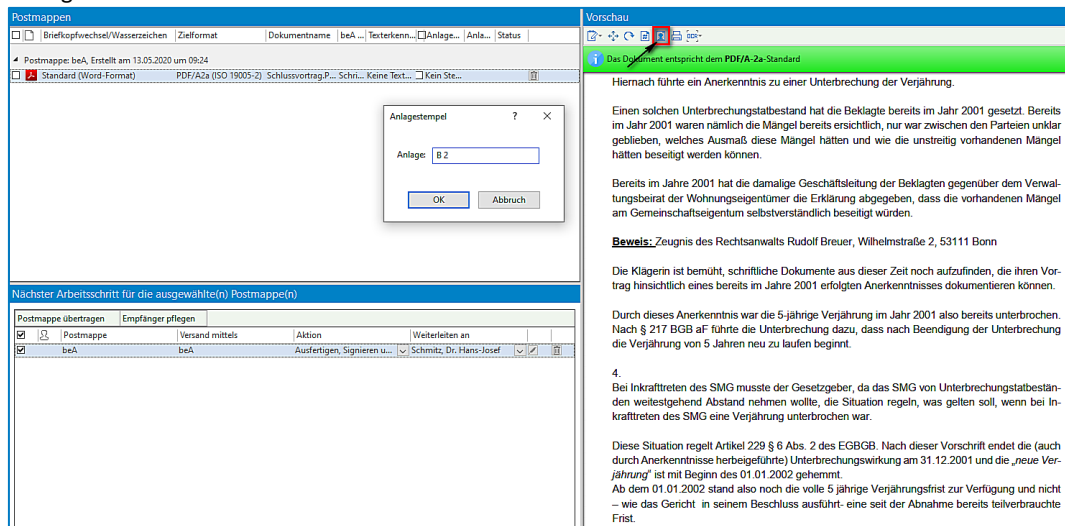 Postmappen
Briefkopfwechsel/Wasserzeichen Zielformat Dokumentname beA ... Texterkenn... Anlage... Anla... Status
Postmappe: beA, Erstellt am 13.05.2020 um 09:24
Standard (Word-Format) PDF/A2a (ISO 19005-2) Schlussvortrag.P... Schri... Keine Text... Kein Ste...
Anlagestempel ? ×
Anlage: B 2
OK Abbruch
Nächster Arbeitsschritt für die ausgewählte(n) Postmappe(n)
Postmappe übertragen Empfänger pflegen
Postmappe Versand mittels Aktion Weiterleiten an
beA beA Ausfertigen, Signieren u... Schmitz, Dr. Hans-Josef
Vorschau
Das Dokument entspricht dem PDF/A-2a-Standard
Hiernach führte ein Anerkenntnis zu einer Unterbrechung der Verjährung.
Einen solchen Unterbrechungstatbestand hat die Beklagte bereits im Jahr 2001 gesetzt. Bereits
im Jahr 2001 waren nämlich die Mängel bereits ersichtlich, nur war zwischen den Parteien unklar
geblieben, welches Ausmaß diese Mängel hätten und wie die unstreitig vorhandenen Mängel
hätten beseitigt werden können.
Bereits im Jahre 2001 hat die damalige Geschäftsleitung der Beklagten gegenüber dem Verwal-
tungsbeirat der Wohnungseigentümer die Erklärung abgegeben, dass die vorhandenen Mängel
am Gemeinschaftseigentum selbstverständlich beseitigt würden.
Beweis: Zeugnis des Rechtsanwalts Rudolf Breuer, Wilhelmstraße 2, 53111 Bonn
Die Klägerin ist bemüht, schriftliche Dokumente aus dieser Zeit noch aufzufinden, die ihren Vor-
trag hinsichtlich eines bereits im Jahre 2001 erfolgten Anerkenntnisses dokumentieren können.
Durch dieses Anerkenntnis war die 5-jährige Verjährung im Jahr 2001 also bereits unterbrochen.
Nach § 217 BGB aF führte die Unterbrechung dazu, dass nach Beendigung der Unterbrechung
die Verjährung von 5 Jahren neu zu laufen beginnt.
4.
Bei Inkrafttreten des SMG musste der Gesetzgeber, da das SMG von Unterbrechungstatbestän-
den weitestgehend Abstand nehmen wollte, die Situation regeln, was gelten soll, wenn bei In-
krafttreten des SMG eine Verjährung unterbrochen war.
Diese Situation regelt Artikel 229 § 6 Abs. 2 des EGBGB. Nach dieser Vorschrift endet die (auch
durch Anerkenntnisse herbeigeführte) Unterbrechungswirkung am 31.12.2001 und die „neue Ver-
jährung" ist mit Beginn des 01.01.2002 gehemmt.
Ab dem 01.01.2002 stand also noch die volle 5 jährige Verjährungsfrist zur Verfügung und nicht
– wie das Gericht in seinem Beschluss ausführt- eine seit der Abnahme bereits teilverbrauchte
Frist.